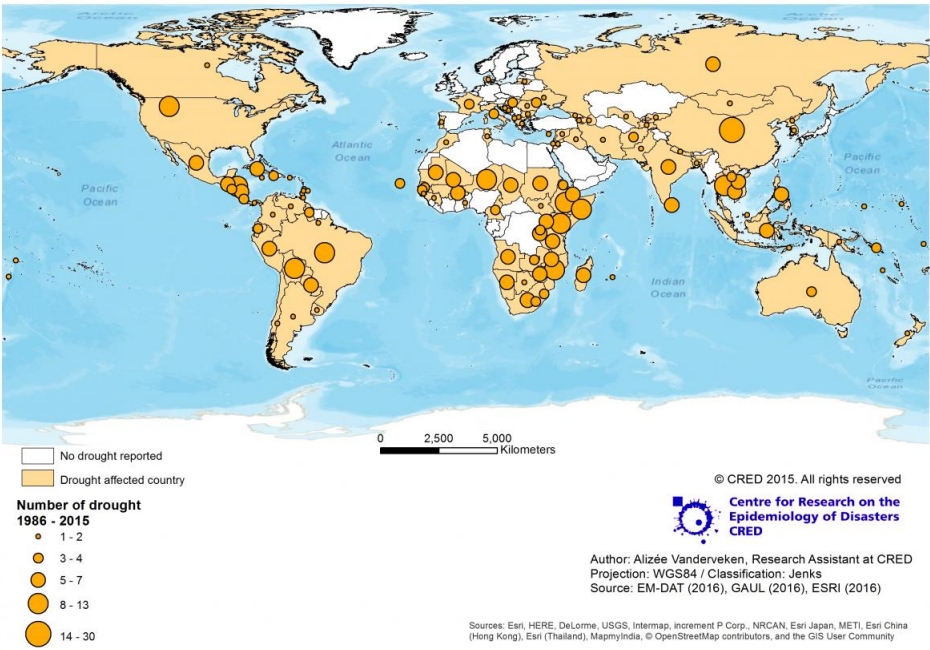 Arctic
Ocean
Arctic
Ocean
Atlantic
Ocean
Pacific
Ocean
Pacific
Ocean
Indian
Ocean
Pacific
Ocean
0 2,500 5,000
Kilometers
No drought reported
Drought affected country
Number of drought
1986 - 2015
1 - 2
3 - 4
5 - 7
8 - 13
14 - 30
© CRED 2015. All rights reserved
Centre for Research on the
Epidemiology of Disasters
CRED
Author: Alizée Vanderveken, Research Assistant at CRED
Projection: WGS84 / Classification: Jenks
Source: EM-DAT (2016), GAUL (2016), ESRI (2016)
Sources: Esri, HERE, DeLorme, USGS, Intermap, increment P Corp., NRCAN, Esri Japan, METI, Esri China
(Hong Kong), Esri (Thailand), MapmyIndia, © OpenStreetMap contributors, and the GIS User Community